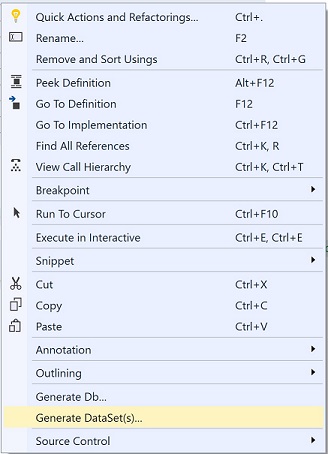 Quick Actions and Refactorings... Ctrl+.
Rename... F2
Remove and Sort Usings Ctrl+R, Ctrl+G
Peek Definition Alt+F12
Go To Definition F12
Go To Implementation Ctrl+F12
Find All References Ctrl+K, R
View Call Hierarchy Ctrl+K, Ctrl+T
Breakpoint
Run To Cursor Ctrl+F10
Execute in Interactive Ctrl+E, Ctrl+E
Snippet
Cut Ctrl+X
Copy Ctrl+C
Paste Ctrl+V
Annotation
Outlining
Generate Db...
Generate DataSet(s)...
Source Control